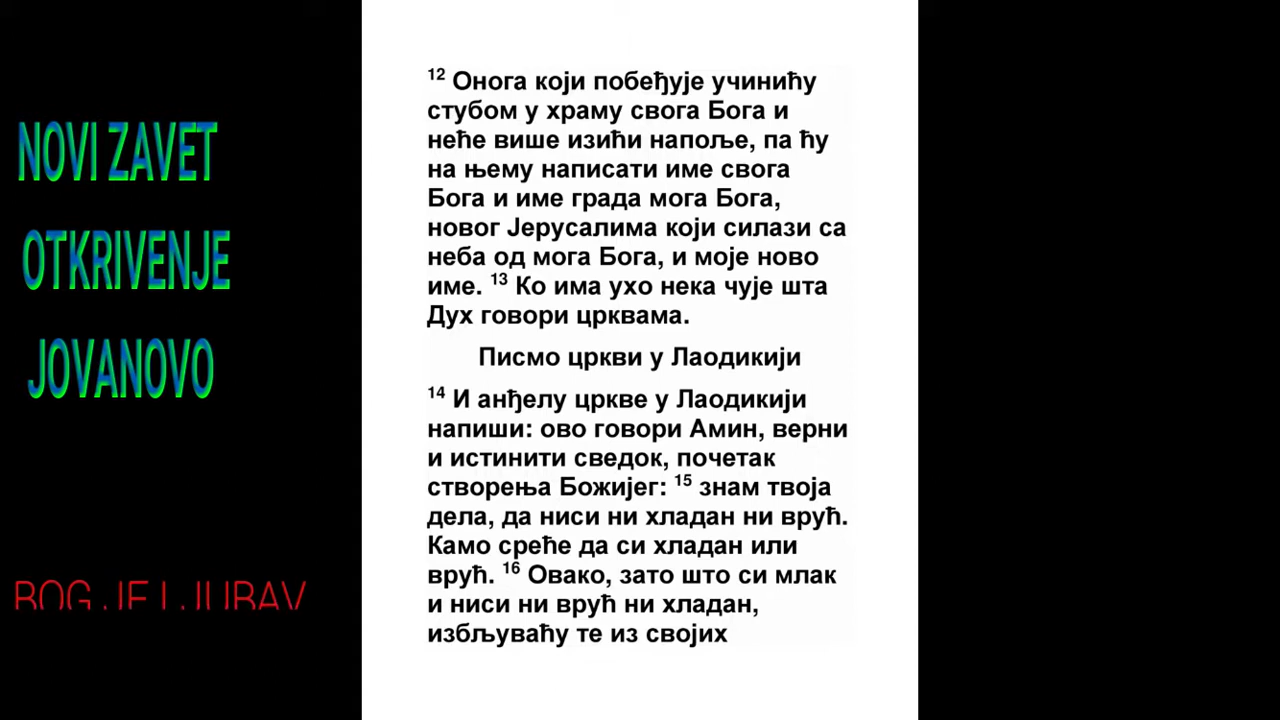 NOVI ZAVET
OTKRIVENJE
JOVANOVO
BOG JE LJUBAV
12 Онога који побеђује учинићу
стубом у храму свога Бога и
неће више изићи напоље, па ћу
на њему написати име свога
Бога и име града мога Бога,
новог Јерусалима који силази са
неба од мога Бога, и моје ново
име. 13 Ко има ухо нека чује шта
Дух говори црквама.
Писмо цркви у Лаодикији
14 И анђелу цркве у Лаодикији
напиши: ово говори Амин, верни
и истинити сведок, почетак
створења Божијег: 15 знам твоја
дела, да ниси ни хладан ни врућ.
Камо среће да си хладан или
врућ. 16 Овако, зато што си млак
и ниси ни врућ ни хладан,
избљуваћу те из својих